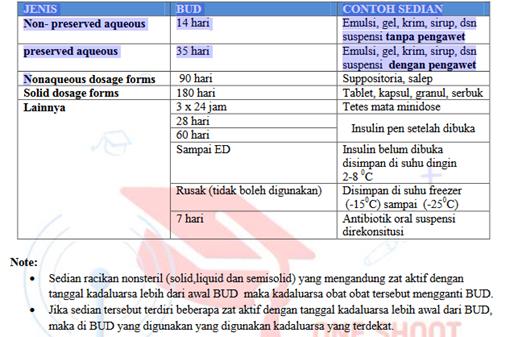 JENIS BUD CONTOH SEDIAN
Non- preserved aqueous 14 hari Emulsi, gel, krim, sirup, dsn
suspensi tanpa pengawet
preserved aqueous 35 hari Emulsi, gel, krim, sirup, dsn
suspensi dengan pengawet
Nonaqueous dosage forms 90 hari Suppositoria, salep
Solid dosage forms 180 hari Tablet, kapsul, granul, serbuk
Lainnya 3 x 24 jam Tetes mata minidose
28 hari
Insulin pen setelah dibuka
60 hari
Sampai ED Insulin belum dibuka
disimpan di suhu dingin
2-8 ⁰C
Rusak (tidak boleh digunakan) Disimpan di suhu freezer
(-15⁰C) sampai (-25⁰C)
7 hari Antibiotik oral suspensi
direkonsitusi
Note:
• Sedian racikan nonsteril (solid,liquid dan semisolid) yang mengandung zat aktif dengan
tanggal kadaluarsa lebih dari awal BUD maka kadaluarsa obat obat tersebut mengganti BUD.
• Jika sedian tersebut terdiri beberapa zat aktif dengan tanggal kadaluarsa lebih awal dari BUD,
maka di BUD yang digunakan yang digunakan kadaluarsa yang terdekat.
ONE SHOOT